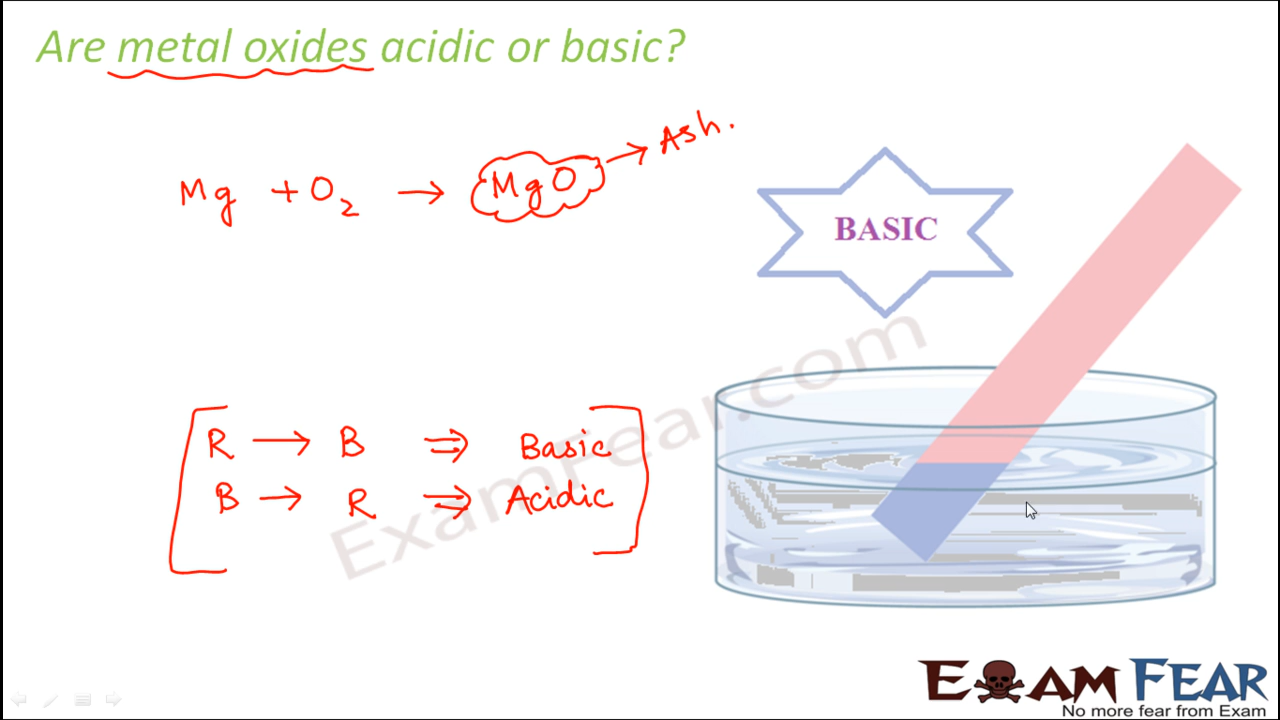 Are metal oxides acidic or basic?
Mg + O2 → MgO → Ash.
BASIC
R → B ⇒ Basic
B → R ⇒ Acidic
ExamFear.com
EXAM FEAR
No more fear from Exam